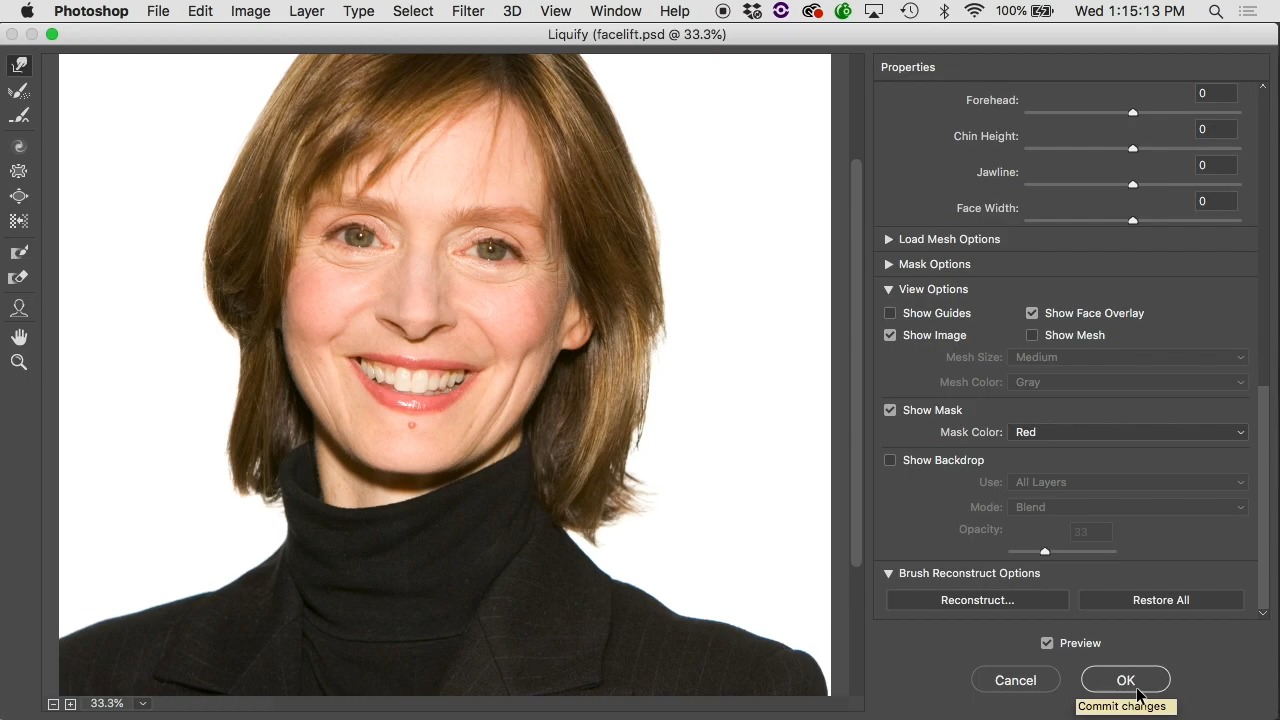 Photoshop File Edit Image Layer Type Select Filter 3D View Window Help 100% Wed 1:15:13 PM
Liquify (facelift.psd @ 33.3%)
Properties
Forehead: 0
Chin Height: 0
Jawline: 0
Face Width: 0
Load Mesh Options
Mask Options
View Options
Show Guides Show Face Overlay
Show Image Show Mesh
Mesh Size: Medium
Mesh Color: Gray
Show Mask
Mask Color: Red
Show Backdrop
Use: All Layers
Mode: Blend
Opacity: 33
Brush Reconstruct Options
Reconstruct... Restore All
Preview
Cancel OK
Commit changes
33.3%